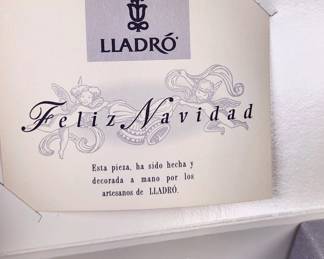 LLADRÓ
Feliz Navidad
Esta pieza, ha sido hecha y
decorada a mano por los
artesanos de LLADRÓ.